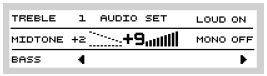 TREBLE 1 AUDIO SET LOUD ON
MIDTONE +2 +9 MONO OFF
BASS